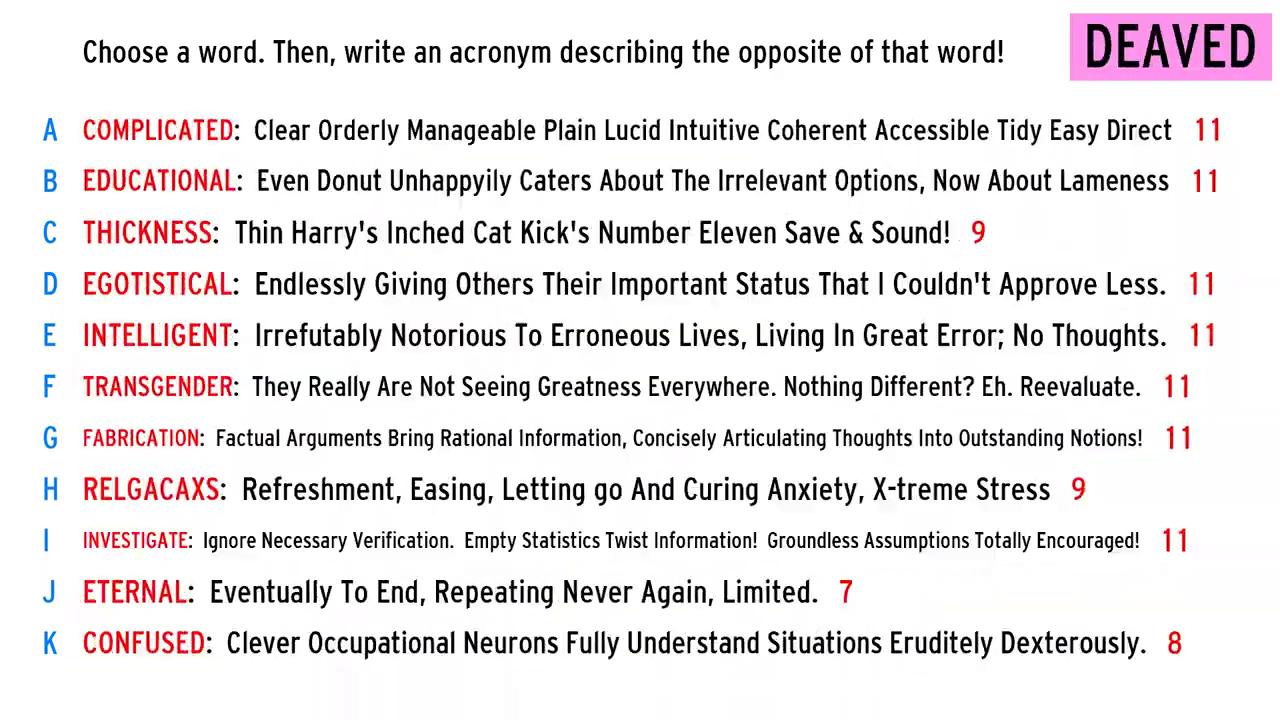 Choose a word. Then, write an acronym describing the opposite of that word!
DEAVED
A COMPLICATED: Clear Orderly Manageable Plain Lucid Intuitive Coherent Accessible Tidy Easy Direct 11
B EDUCATIONAL: Even Donut Unhappyily Caters About The Irrelevant Options, Now About Lameness 11
C THICKNESS: Thin Harry's Inched Cat Kick's Number Eleven Save & Sound! 9
D EGOTISTICAL: Endlessly Giving Others Their Important Status That I Couldn't Approve Less. 11
E INTELLIGENT: Irrefutably Notorious To Erroneous Lives, Living In Great Error; No Thoughts. 11
F TRANSGENDER: They Really Are Not Seeing Greatness Everywhere. Nothing Different? Eh. Reevaluate. 11
G FABRICATION: Factual Arguments Bring Rational Information, Concisely Articulating Thoughts Into Outstanding Notions! 11
H RELGACAXS: Refreshment, Easing, Letting go And Curing Anxiety, X-treme Stress 9
I INVESTIGATE: Ignore Necessary Verification. Empty Statistics Twist Information! Groundless Assumptions Totally Encouraged! 11
J ETERNAL: Eventually To End, Repeating Never Again, Limited. 7
K CONFUSED: Clever Occupational Neurons Fully Understand Situations Eruditely Dexterously. 8